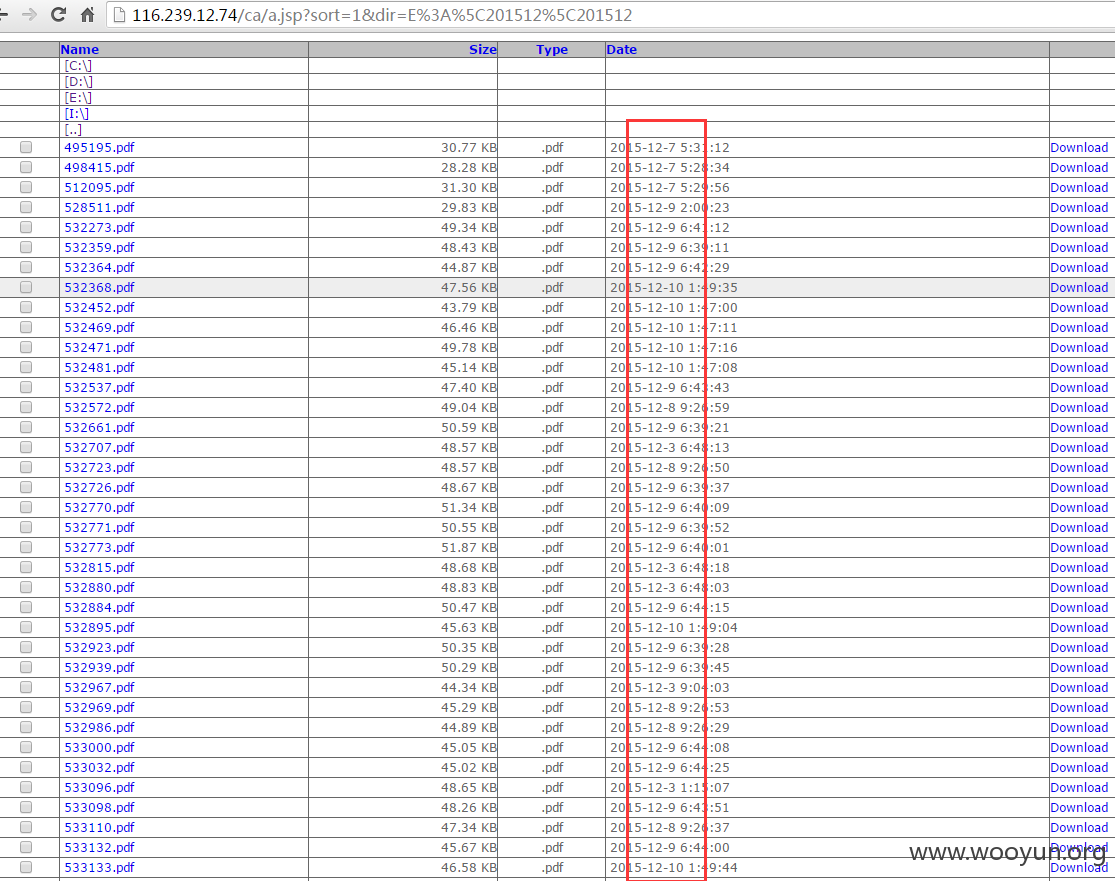 116.239.12.74/ca/a.jsp?sort=1&dir=E%3A%5C201512%5C201512
Name Size Type Date
[C:\]
[D:\]
[E:\]
[I:\]
[..]
495195.pdf 30.77 KB .pdf 2015-12-7 5:31:12 Download
498415.pdf 28.28 KB .pdf 2015-12-7 5:28:34 Download
512095.pdf 31.30 KB .pdf 2015-12-7 5:29:56 Download
528511.pdf 29.83 KB .pdf 2015-12-9 2:00:23 Download
532273.pdf 49.34 KB .pdf 2015-12-9 6:41:12 Download
532359.pdf 48.43 KB .pdf 2015-12-9 6:39:11 Download
532364.pdf 44.87 KB .pdf 2015-12-9 6:42:29 Download
532368.pdf 47.56 KB .pdf 2015-12-10 1:49:35 Download
532452.pdf 43.79 KB .pdf 2015-12-10 1:47:00 Download
532469.pdf 46.46 KB .pdf 2015-12-10 1:47:11 Download
532471.pdf 49.78 KB .pdf 2015-12-10 1:47:16 Download
532481.pdf 45.14 KB .pdf 2015-12-10 1:47:08 Download
532537.pdf 47.40 KB .pdf 2015-12-9 6:43:43 Download
532572.pdf 49.04 KB .pdf 2015-12-8 9:26:59 Download
532661.pdf 50.59 KB .pdf 2015-12-9 6:39:21 Download
532707.pdf 48.57 KB .pdf 2015-12-3 6:48:13 Download
532723.pdf 48.57 KB .pdf 2015-12-8 9:26:50 Download
532726.pdf 48.67 KB .pdf 2015-12-9 6:39:37 Download
532770.pdf 51.34 KB .pdf 2015-12-9 6:40:09 Download
532771.pdf 50.55 KB .pdf 2015-12-9 6:39:52 Download
532773.pdf 51.87 KB .pdf 2015-12-9 6:40:01 Download
532815.pdf 48.68 KB .pdf 2015-12-3 6:48:18 Download
532880.pdf 48.83 KB .pdf 2015-12-3 6:48:03 Download
532884.pdf 50.47 KB .pdf 2015-12-9 6:44:15 Download
532895.pdf 45.63 KB .pdf 2015-12-10 1:49:04 Download
532923.pdf 50.35 KB .pdf 2015-12-9 6:39:28 Download
532939.pdf 50.29 KB .pdf 2015-12-9 6:39:45 Download
532967.pdf 44.34 KB .pdf 2015-12-3 9:04:03 Download
532969.pdf 45.29 KB .pdf 2015-12-8 9:26:53 Download
532986.pdf 44.89 KB .pdf 2015-12-8 9:26:29 Download
533000.pdf 45.05 KB .pdf 2015-12-9 6:44:08 Download
533032.pdf 45.02 KB .pdf 2015-12-9 6:44:25 Download
533096.pdf 48.65 KB .pdf 2015-12-3 1:15:07 Download
533098.pdf 48.26 KB .pdf 2015-12-9 6:43:51 Download
533110.pdf 47.34 KB .pdf 2015-12-8 9:26:37 Download
533132.pdf 45.67 KB .pdf 2015-12-9 6:44:00 Download
www.wooyun.org
533133.pdf 46.58 KB .pdf 2015-12-10 1:49:44 Download